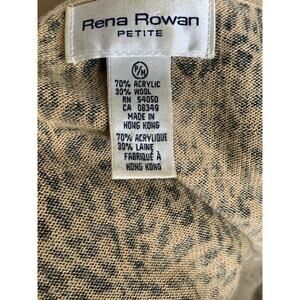 Rena Rowan
PETITE
P/M
70% ACRYLIC
30% WOOL
RN 54050
CA 08349
MADE IN
HONG KONG
70% ACRYLIQUE
30% LAINE
FABRIQUÉ À
HONG KONG